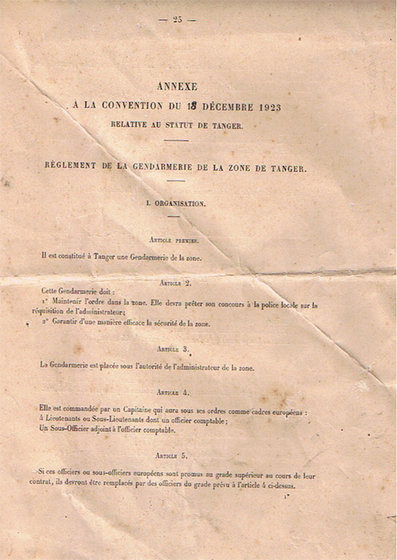 — 25 —
ANNEXE
A LA CONVENTION DU 18 DÉCEMBRE 1923
RELATIVE AU STATUT DE TANGER.
RÈGLEMENT DE LA GENDARMERIE DE LA ZONE DE TANGER.
1. ORGANISATION.
ARTICLE PREMIER.
Il est constitué à Tanger une Gendarmerie de la zone.
ARTICLE 2.
Cette Gendarmerie doit :
1° Maintenir l'ordre dans la zone. Elle devra prêter son concours à la police locale sur la
réquisition de l'administrateur;
2° Garantir d'une manière efficace la sécurité de la zone.
ARTICLE 3.
La Gendarmerie est placée sous l'autorité de l'administrateur de la zone.
ARTICLE 4.
Elle est commandée par un Capitaine qui aura sous ses ordres comme cadres européens :
4 Lieutenants ou Sous-Lieutenants dont un officier comptable;
Un Sous-Officier adjoint à l'officier comptable.
ARTICLE 5.
Si ces officiers ou sous-officiers européens sont promus au grade supérieur au cours de leur
contrat, ils devront être remplacés par des officiers du grade prévu à l'article 4 ci-dessus.